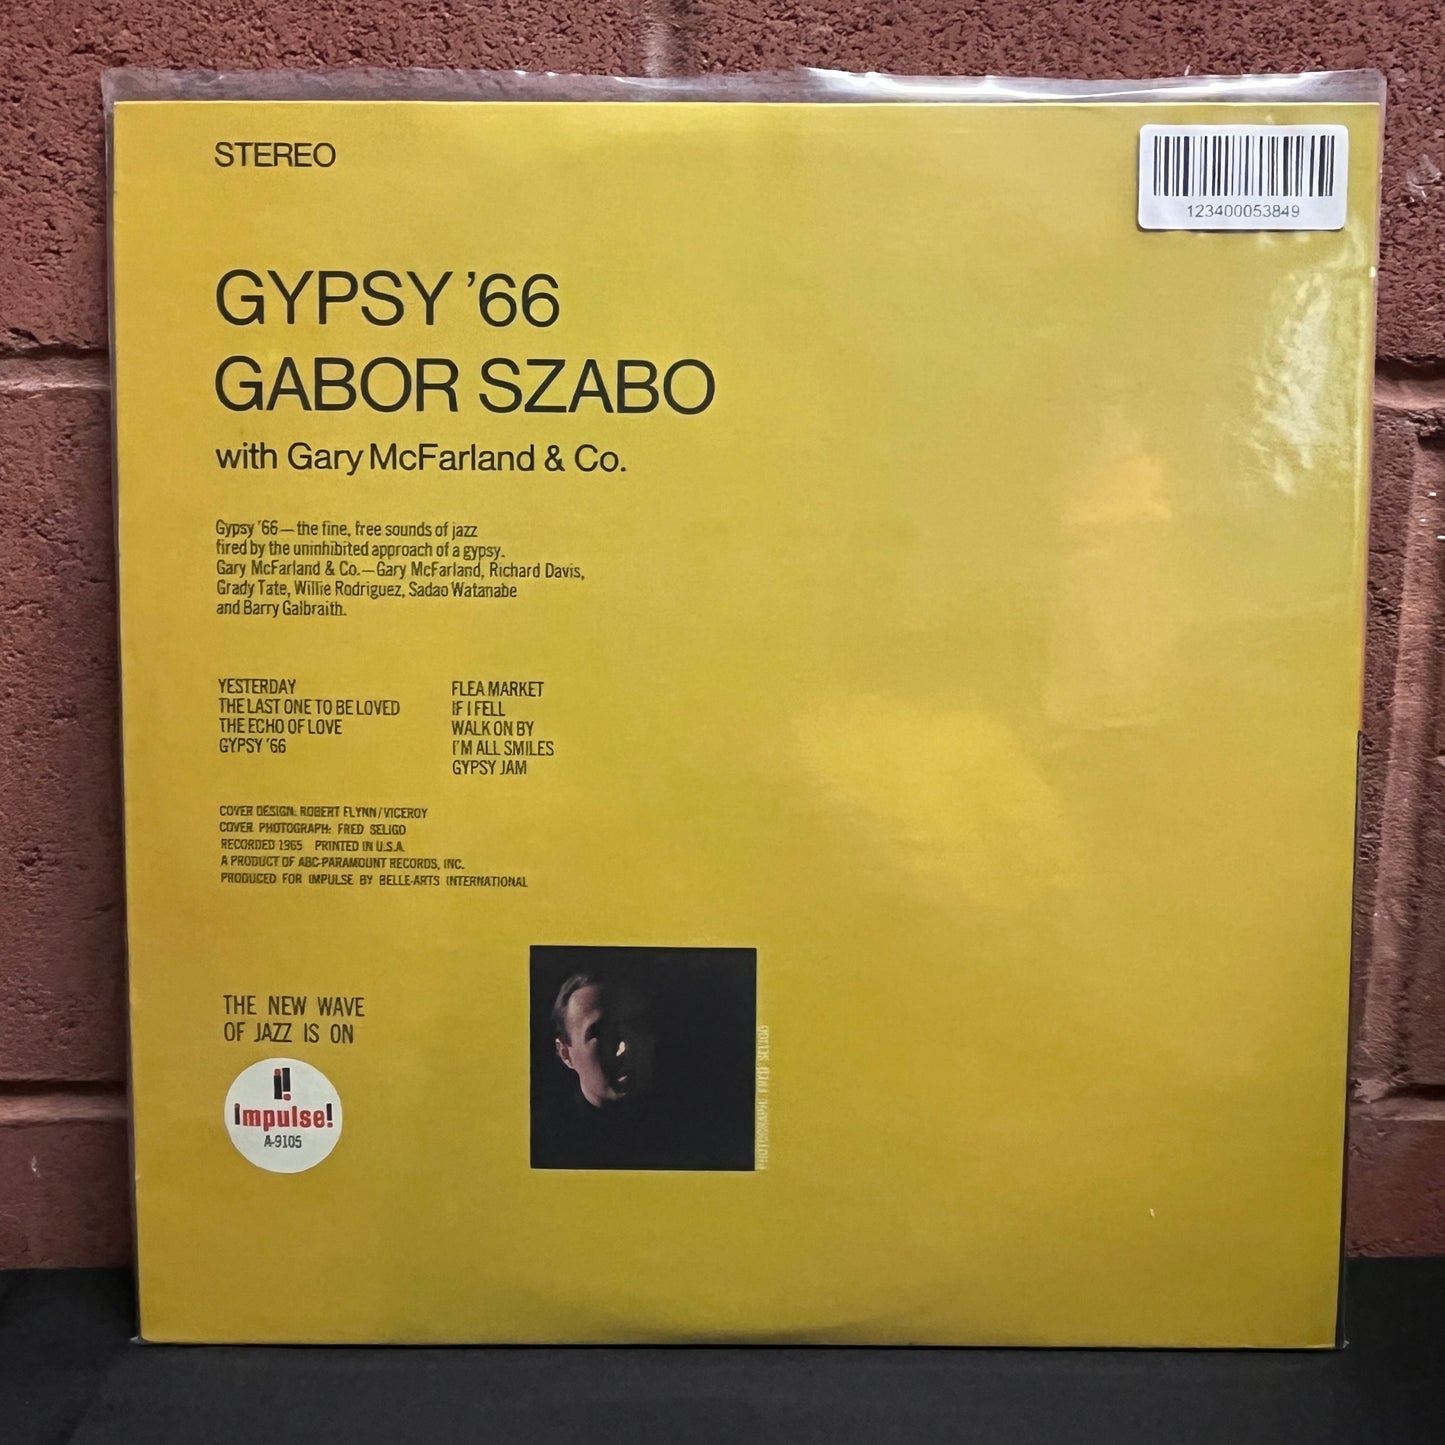 STEREO
123400053849
GYPSY ’66
GABOR SZABO
with Gary McFarland & Co.
Gypsy ’66—the fine, free sounds of jazz
fired by the uninhibited approach of a gypsy.
Gary McFarland & Co.—Gary McFarland, Richard Davis,
Grady Tate, Willie Rodriguez, Sadao Watanabe
and Barry Galbraith.
YESTERDAY
THE LAST ONE TO BE LOVED
THE ECHO OF LOVE
GYPSY ’66
FLEA MARKET
IF I FELL
WALK ON BY
I’M ALL SMILES
GYPSY JAM
COVER DESIGN: ROBERT FLYNN/VICEROY
COVER PHOTOGRAPH: FRED SELIGO
RECORDED 1965 PRINTED IN U.S.A.
A PRODUCT OF ABC-PARAMOUNT RECORDS, INC.
PRODUCED FOR IMPULSE BY BELLE-ARTS INTERNATIONAL
THE NEW WAVE
OF JAZZ IS ON
i!
impulse!
A-9105
PHOTOGRAPH: FRED SELIGO